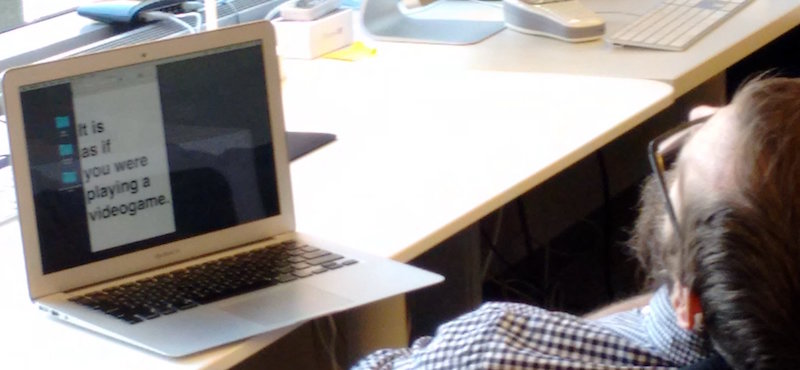 It is
as if
you were
playing a
videogame.